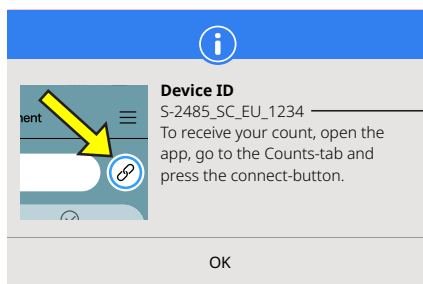 Device ID
S-2485_SC_EU_1234
To receive your count, open the
app, go to the Counts-tab and
press the connect-button.
ment
OK